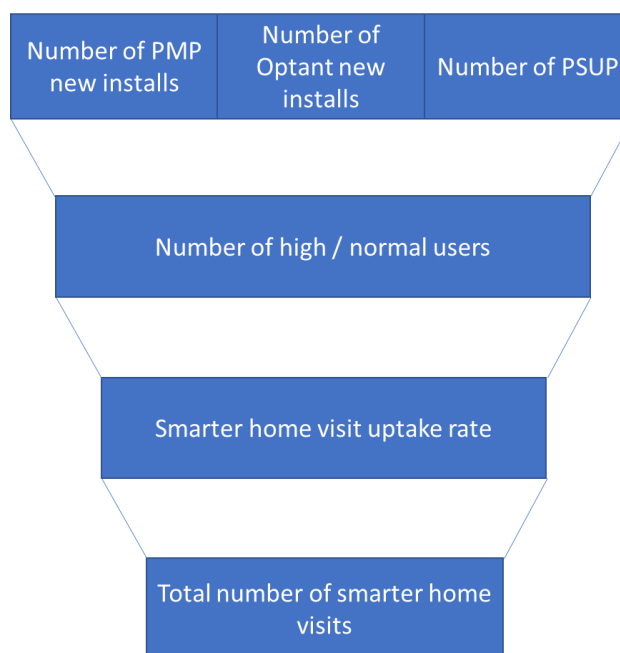 Number of PMP
new installs
Number of
Optant new
installs
Number of PSUP
Number of high / normal users
Smarter home visit uptake rate
Total number of smarter home
visits